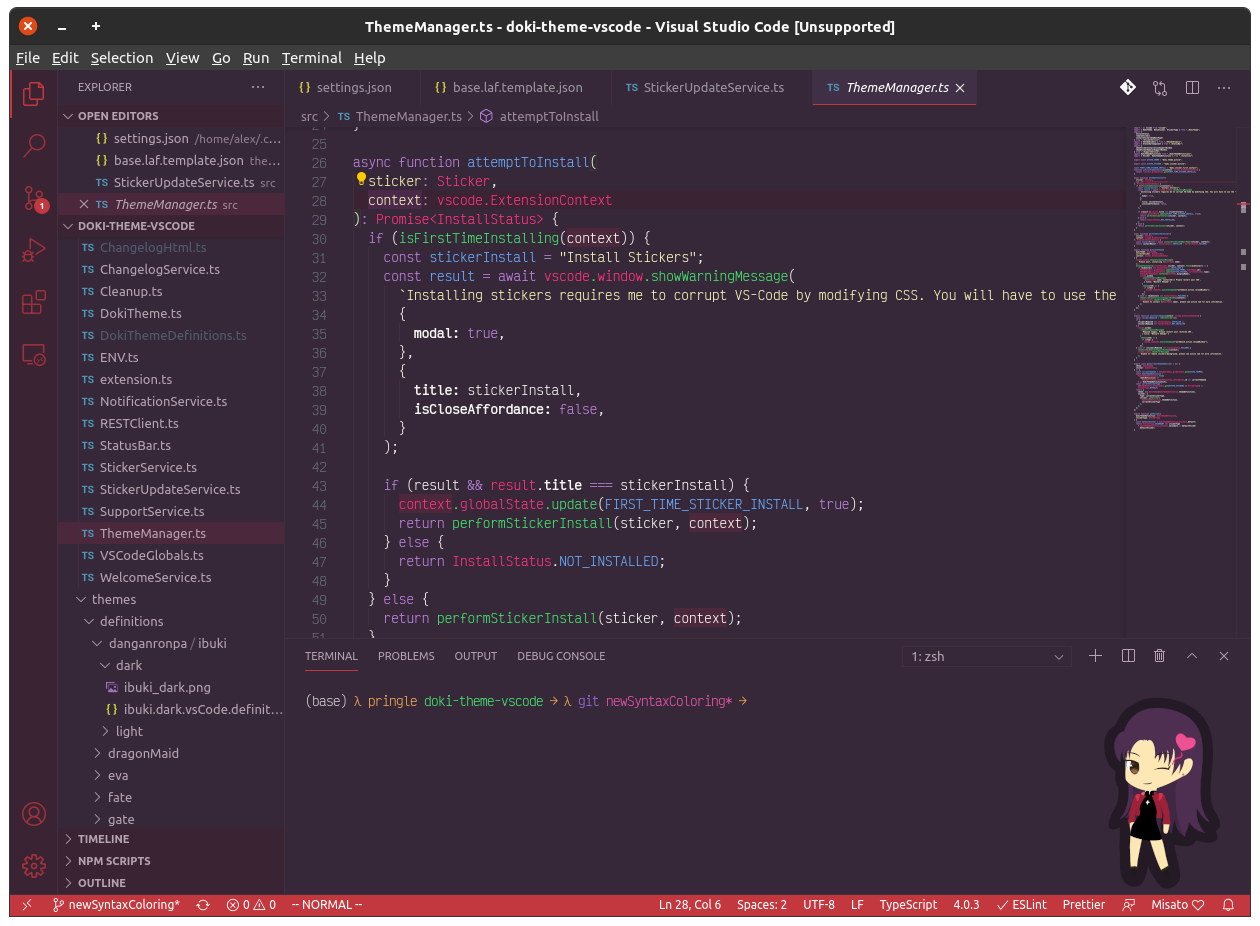 ThemeManager.ts - doki-theme-vscode - Visual Studio Code [Unsupported]
File Edit Selection View Go Run Terminal Help
EXPLORER
OPEN EDITORS
{} settings.json /home/alex/.c...
{} base.laf.template.json the...
TS StickerUpdateService.ts src
TS ThemeManager.ts src
1
DOKI-THEME-VSCODE
TS ChangelogHtml.ts
TS ChangelogService.ts
TS Cleanup.ts
TS DokiTheme.ts
TS DokiThemeDefinitions.ts
TS ENV.ts
TS extension.ts
TS NotificationService.ts
TS RESTClient.ts
TS StatusBar.ts
TS StickerService.ts
TS StickerUpdateService.ts
TS SupportService.ts
TS ThemeManager.ts
TS VSCodeGlobals.ts
TS WelcomeService.ts
themes
definitions
danganronpa / ibuki
dark
ibuki_dark.png
{} ibuki.dark.vsCode.definit...
light
dragonMaid
eva
fate
gate
TIMELINE
NPM SCRIPTS
OUTLINE
{} settings.json {} base.laf.template.json TS StickerUpdateService.ts TS ThemeManager.ts
src > TS ThemeManager.ts > attemptToInstall
24 }
25
26 async function attemptToInstall(
27 sticker: Sticker,
28 context: vscode.ExtensionContext
29 ): Promise<InstallStatus> {
30 if (isFirstTimeInstalling(context)) {
31 const stickerInstall = "Install Stickers";
32 const result = await vscode.window.showWarningMessage(
33 `Installing stickers requires me to corrupt VS-Code by modifying CSS. You will have to use the
34 {
35 modal: true,
36 },
37 {
38 title: stickerInstall,
39 isCloseAffordance: false,
40 }
41 );
42
43 if (result && result.title === stickerInstall) {
44 context.globalState.update(FIRST_TIME_STICKER_INSTALL, true);
45 return performStickerInstall(sticker, context);
46 } else {
47 return InstallStatus.NOT_INSTALLED;
48 }
49 } else {
50 return performStickerInstall(sticker, context);
51 }
TERMINAL PROBLEMS OUTPUT DEBUG CONSOLE 1: zsh
(base) λ pringle doki-theme-vscode → λ git newSyntaxColoring* →
newSyntaxColoring* 0 0 -- NORMAL -- Ln 28, Col 6 Spaces: 2 UTF-8 LF TypeScript 4.0.3 ESLint Prettier Misato